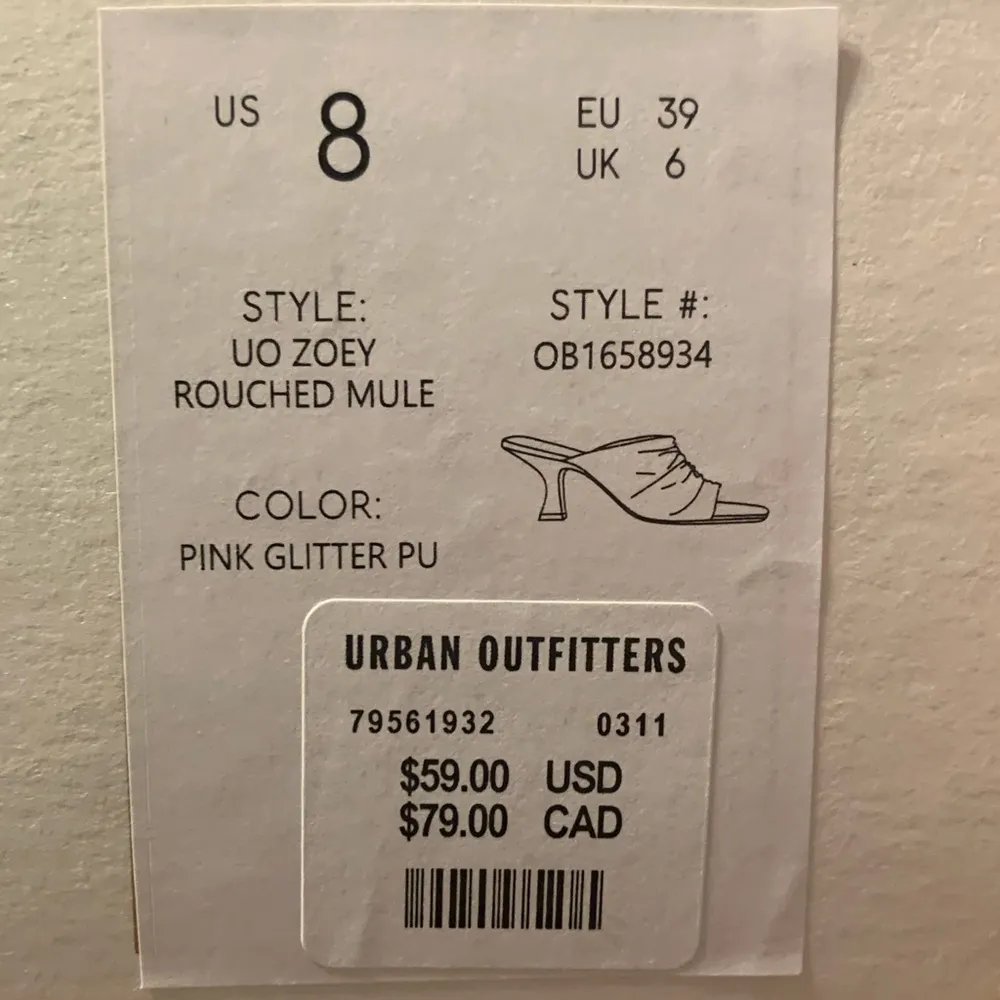 US 8
EU 39
UK 6
STYLE:
UO ZOEY
ROUCHED MULE
STYLE #:
OB1658934
COLOR:
PINK GLITTER PU
URBAN OUTFITTERS
79561932 0311
$59.00 USD
$79.00 CAD